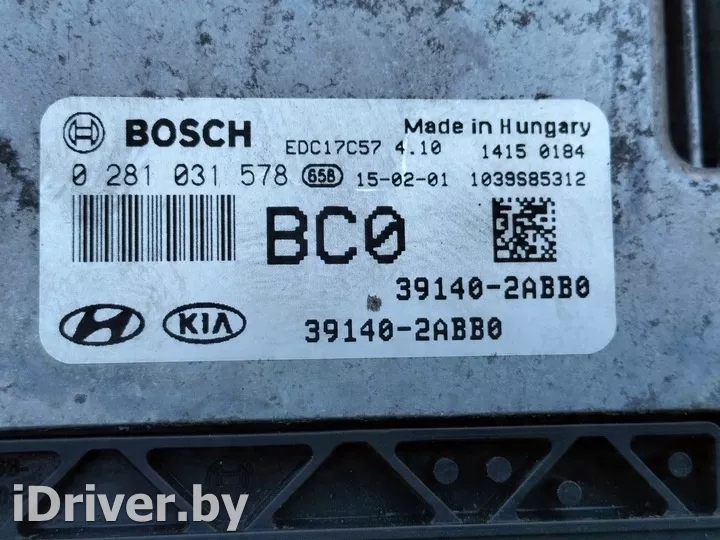 BOSCH
EDC17C57 4.10
Made in Hungary
1415 0184
0 281 031 578 658 15-02-01 1039S85312
BC0
39140-2ABB0
KIA 39140-2ABB0
iDriver.by